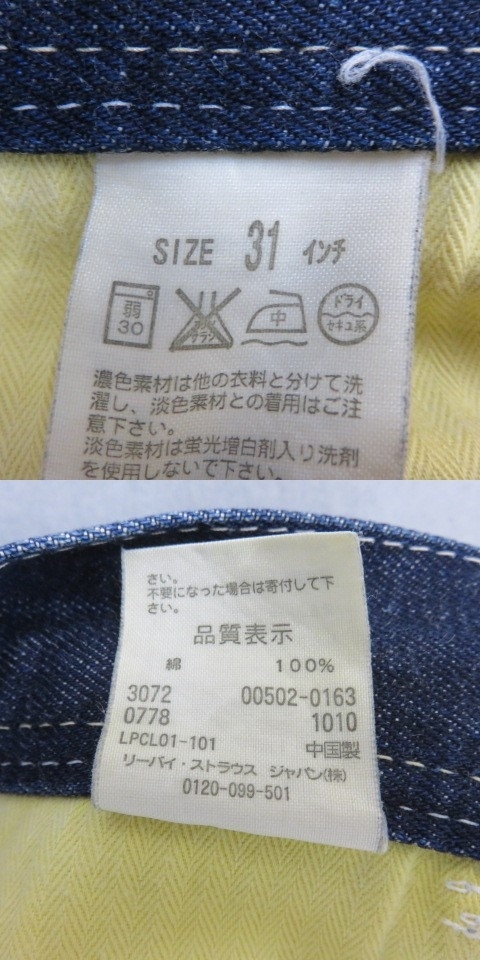 SIZE 31 インチ
弱
30
エンソ
サラシ
中
ドライ
セキユ系
濃色素材は他の衣料と分けて洗
濯し、淡色素材との着用はご注
意下さい。
淡色素材は蛍光増白剤入り洗剤
を使用しないで下さい。
さい。
不要になった場合は寄付して下
さい。
品質表示
綿 100%
3072 00502-0163
0778 1010
LPCL01-101 中国製
リーバイ・ストラウス ジャパン(株)
0120-099-501